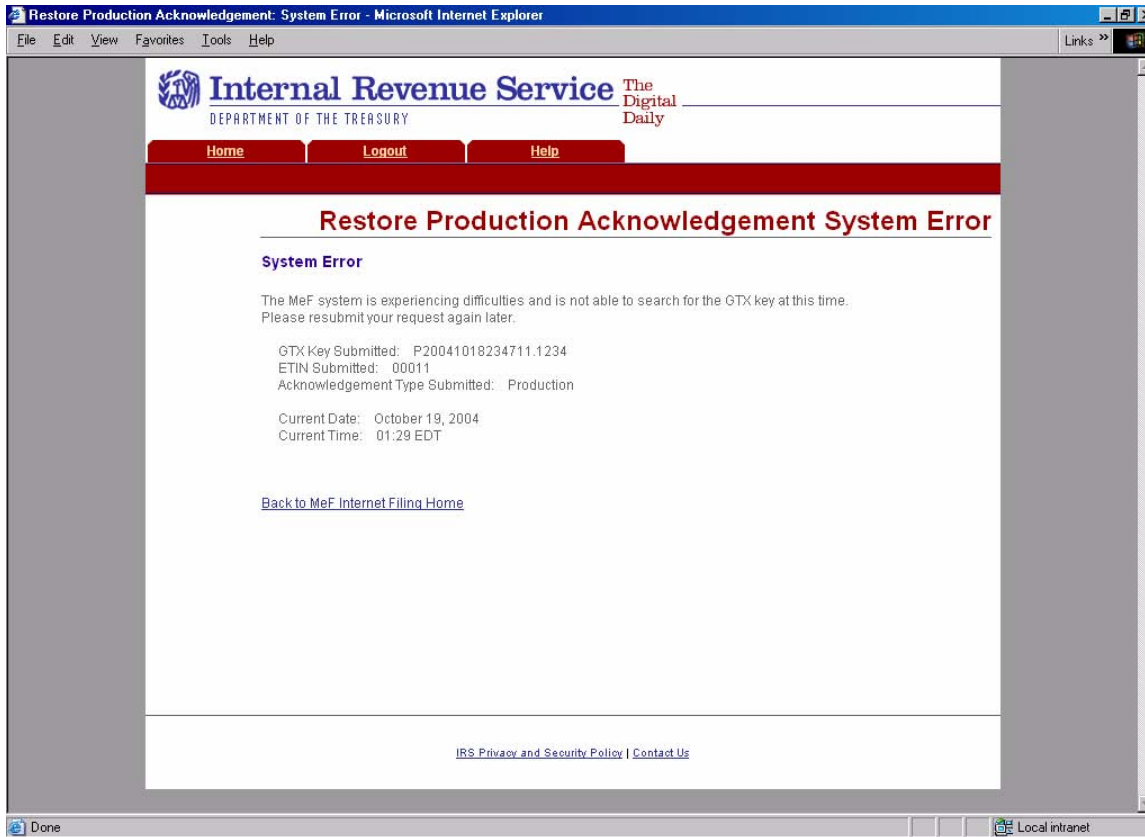 Restore Production Acknowledgement: System Error - Microsoft Internet Explorer
File Edit View Favorites Tools Help Links »
Internal Revenue Service
DEPARTMENT OF THE TREASURY
The
Digital
Daily
Home Logout Help
Restore Production Acknowledgement System Error
System Error
The MeF system is experiencing difficulties and is not able to search for the GTX key at this time.
Please resubmit your request again later.
GTX Key Submitted: P20041018234711.1234
ETIN Submitted: 00011
Acknowledgement Type Submitted: Production
Current Date: October 19, 2004
Current Time: 01:29 EDT
Back to MeF Internet Filing Home
IRS Privacy and Security Policy | Contact Us
Done Local intranet